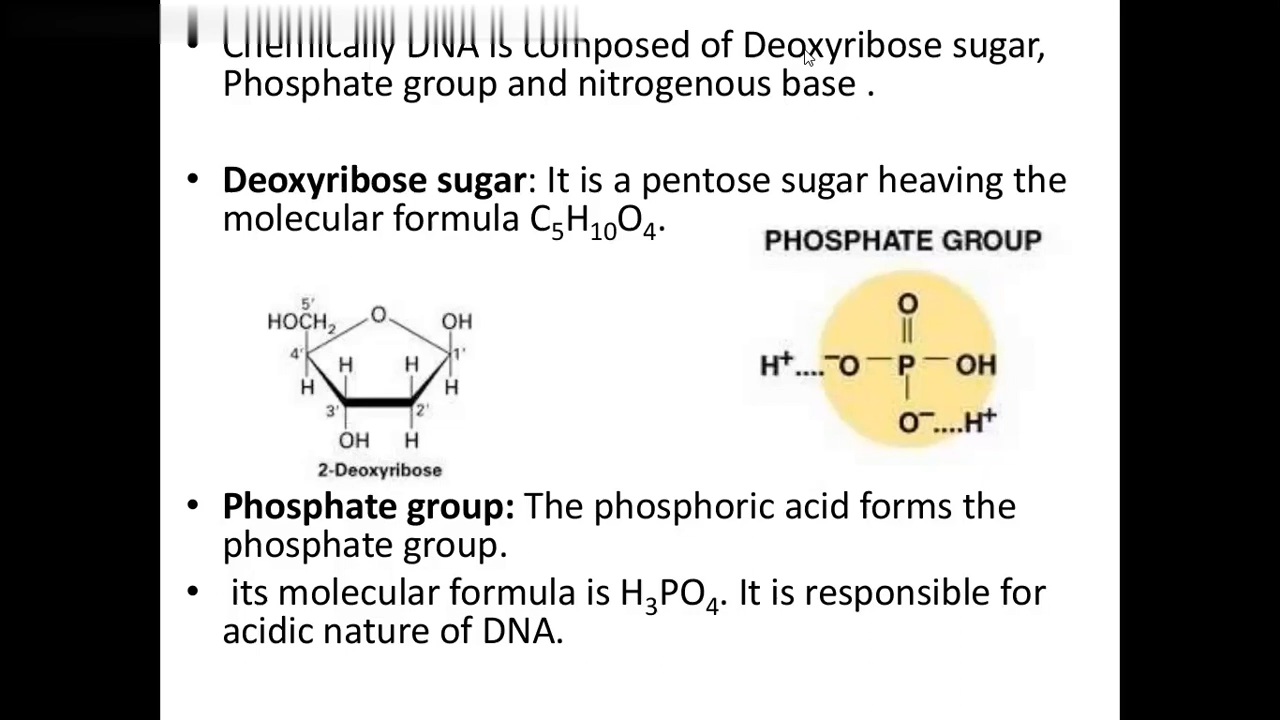 • Chemically DNA is composed of Deoxyribose sugar,
Phosphate group and nitrogenous base .
• Deoxyribose sugar: It is a pentose sugar heaving the
molecular formula C₅H₁₀O₄.
PHOSPHATE GROUP
O
H⁺....⁻O P OH
O⁻....H⁺
5'
HOCH₂ O OH
4' H H 1'
H H
3' 2'
OH H
2-Deoxyribose
• Phosphate group: The phosphoric acid forms the
phosphate group.
• its molecular formula is H₃PO₄. It is responsible for
acidic nature of DNA.